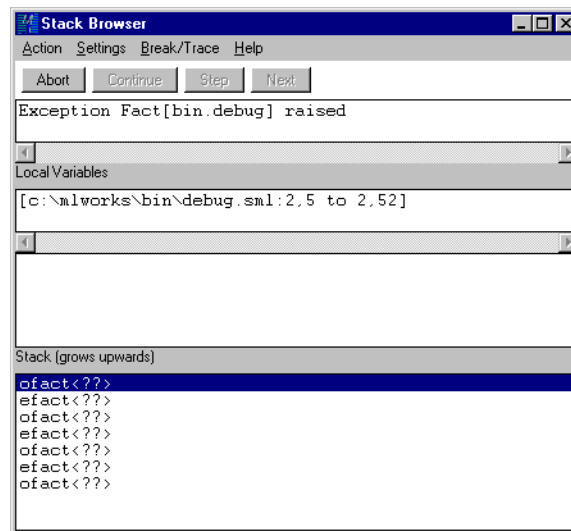 Stack Browser
Action Settings Break/Trace Help
Abort Continue Step Next
Exception Fact[bin.debug] raised
Local Variables
[c:\mlworks\bin\debug.sml:2,5 to 2,52]
Stack (grows upwards)
ofact<??>
efact<??>
ofact<??>
efact<??>
ofact<??>
efact<??>
ofact<??>